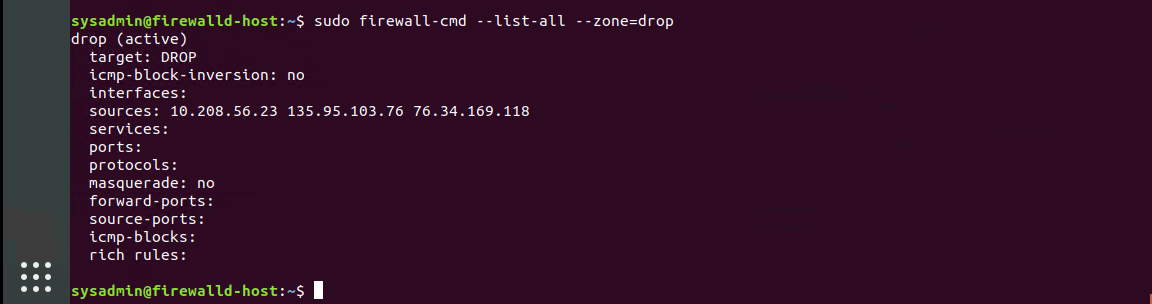 sysadmin@firewalld-host:~$ sudo firewall-cmd --list-all --zone=drop
drop (active)
  target: DROP
  icmp-block-inversion: no
  interfaces:
  sources: 10.208.56.23 135.95.103.76 76.34.169.118
  services:
  ports:
  protocols:
  masquerade: no
  forward-ports:
  source-ports:
  icmp-blocks:
  rich rules:
sysadmin@firewalld-host:~$